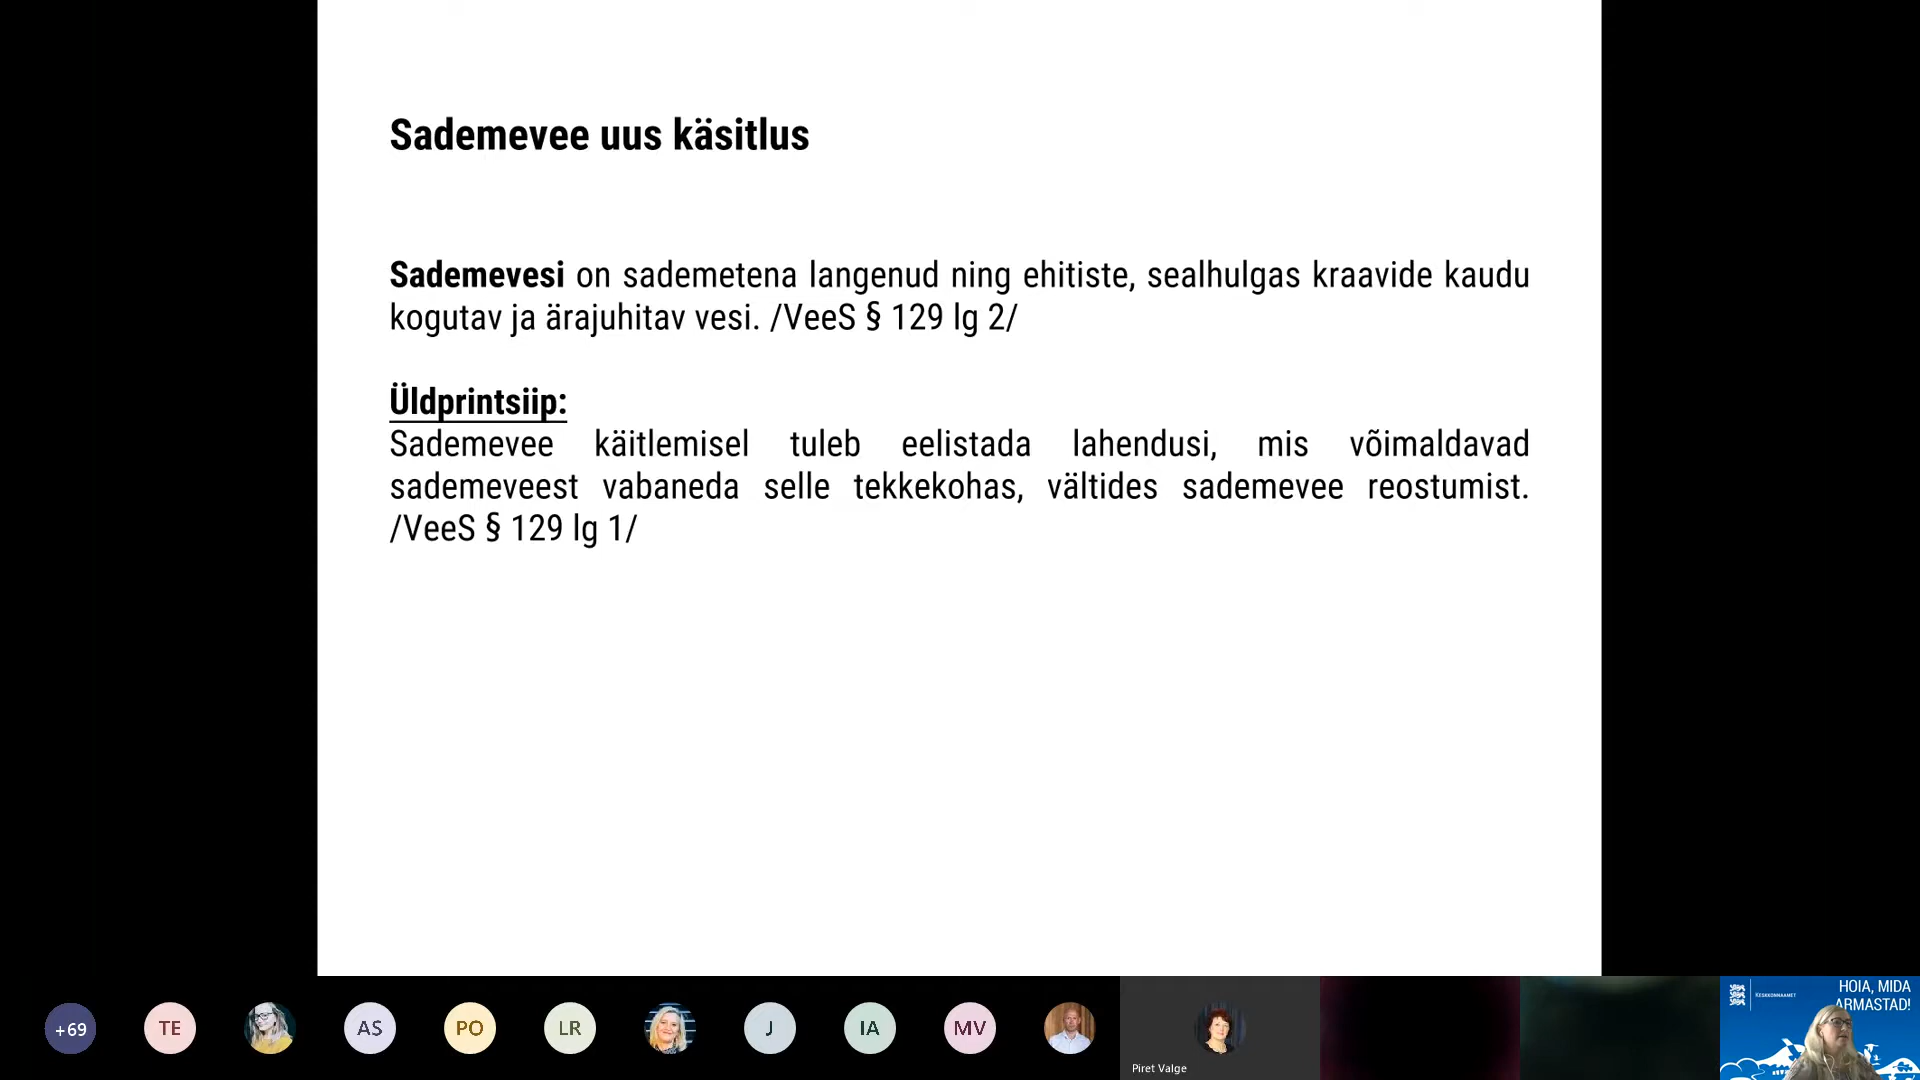 Sademevee uus käsitlus
Sademevesi on sademetena langenud ning ehitiste, sealhulgas kraavide kaudu
kogutav ja ärajuhitav vesi. /VeeS § 129 lg 2/
Üldprintsiip:
Sademevee käitlemisel tuleb eelistada lahendusi, mis võimaldavad
sademeveest vabaneda selle tekkekohas, vältides sademevee reostumist.
/VeeS § 129 lg 1/
+69
TE
AS
PO
LR
J
IA
MV
Piret Valge
KESKKONNAAMET
HOIA, MIDA
ARMASTAD!